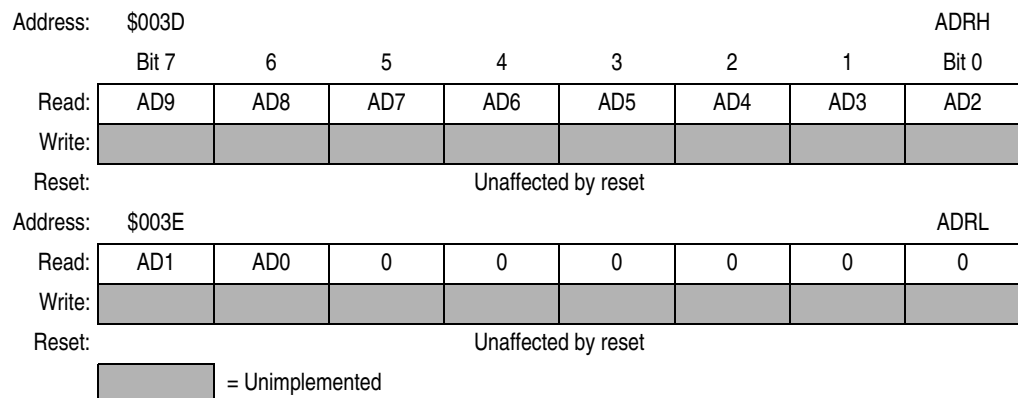 Address: $003D ADRH
Bit 7 6 5 4 3 2 1 Bit 0
Read: AD9 AD8 AD7 AD6 AD5 AD4 AD3 AD2
Write:
Reset: Unaffected by reset
Address: $003E ADRL
Read: AD1 AD0 0 0 0 0 0 0
Write:
Reset: Unaffected by reset
= Unimplemented